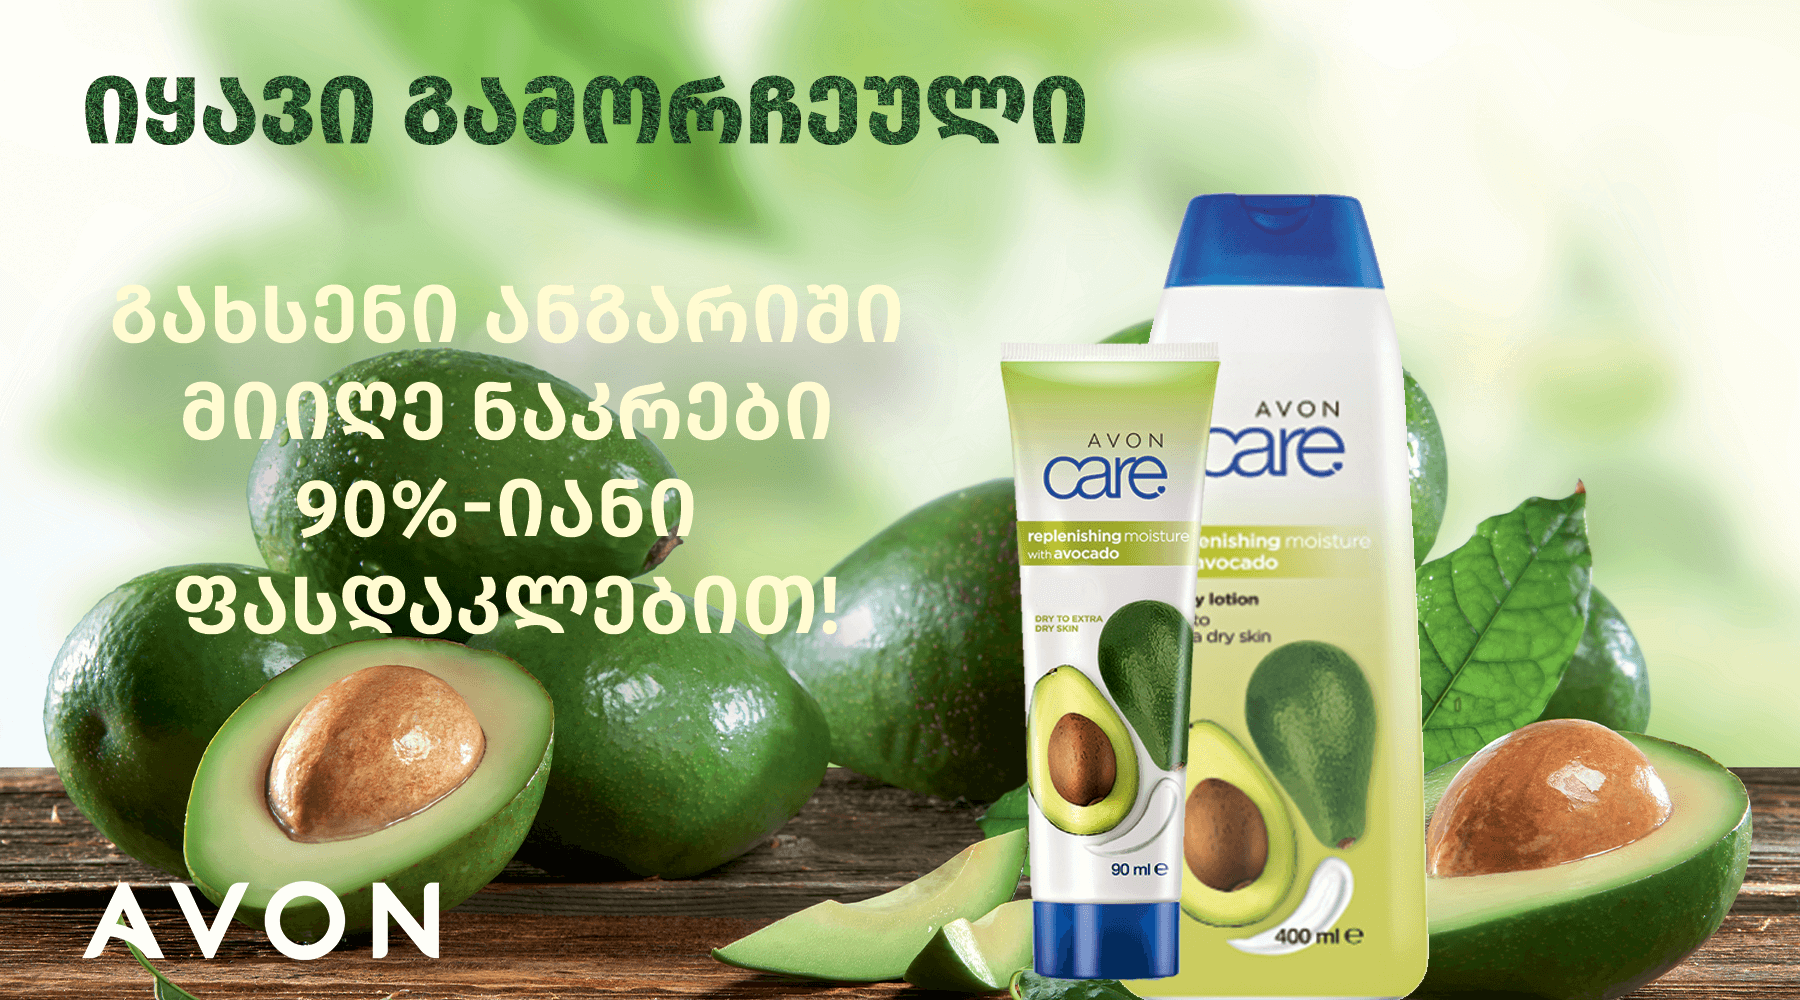 იყავი გამორჩეული
გახსენი ანგარიში
მიიღე ნაკრები
90%-იანი
ფასდაკლებით!
AVON
AVON
care.
replenishing moisture
with avocado
DRY TO EXTRA
DRY SKIN
90 ml e
AVON
care.
enishing moisture
avocado
y lotion
to
a dry skin
400 ml e